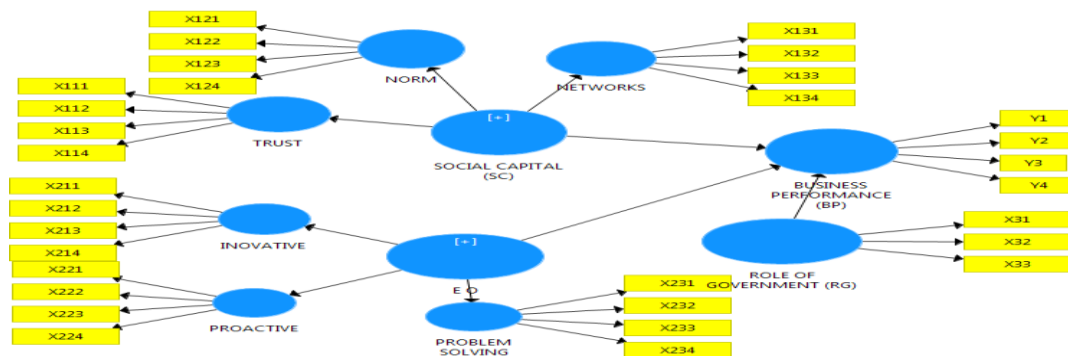 X121
X122
X123
X124
NORM
X131
X132
X133
X134
NETWORKS
X111
X112
X113
X114
TRUST
[+]
SOCIAL CAPITAL
(SC)
Y1
Y2
Y3
Y4
BUSINESS
PERFORMANCE
(BP)
X211
X212
X213
X214
INOVATIVE
[+]
E O
X31
X32
X33
ROLE OF
GOVERNMENT (RG)
X221
X222
X223
X224
PROACTIVE
PROBLEM
SOLVING
X231
X232
X233
X234